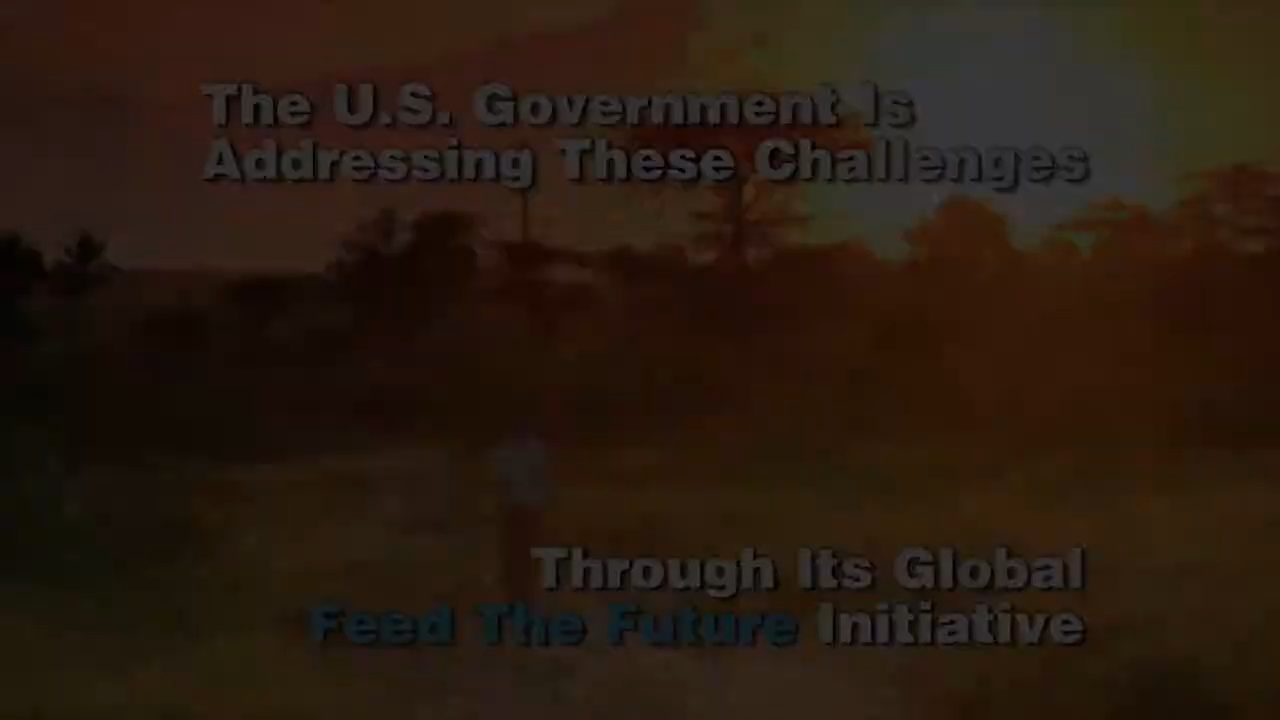 The U.S. Government Is
Addressing These Challenges
Through Its Global
Feed The Future Initiative